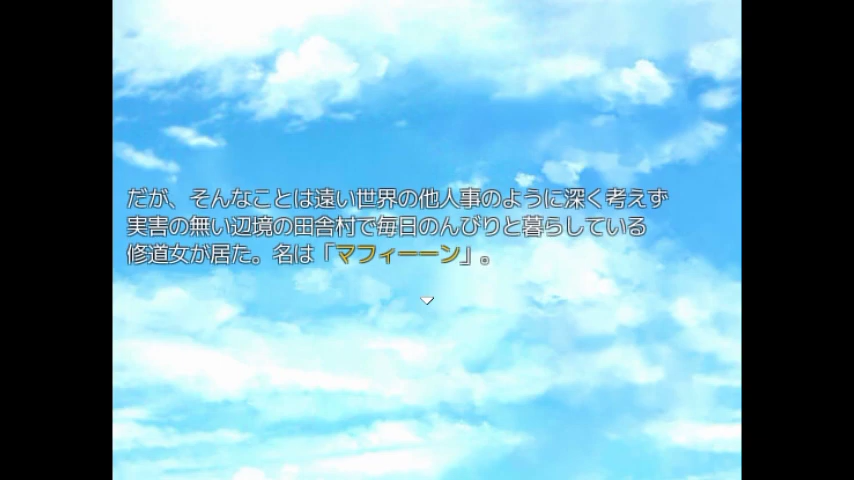 だが、そんなことは遠い世界の他人事のように深く考えず
実害の無い辺境の田舎村で毎日のんびりと暮らしている
修道女が居た。名は「マフィーーン」。